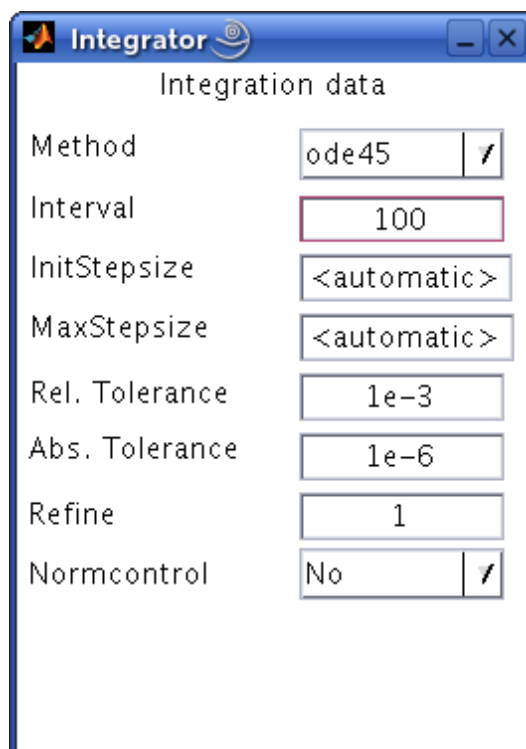 Integrator
Integration data
Method ode45
Interval 100
InitStepsize <automatic>
MaxStepsize <automatic>
Rel. Tolerance 1e-3
Abs. Tolerance 1e-6
Refine 1
Normcontrol No